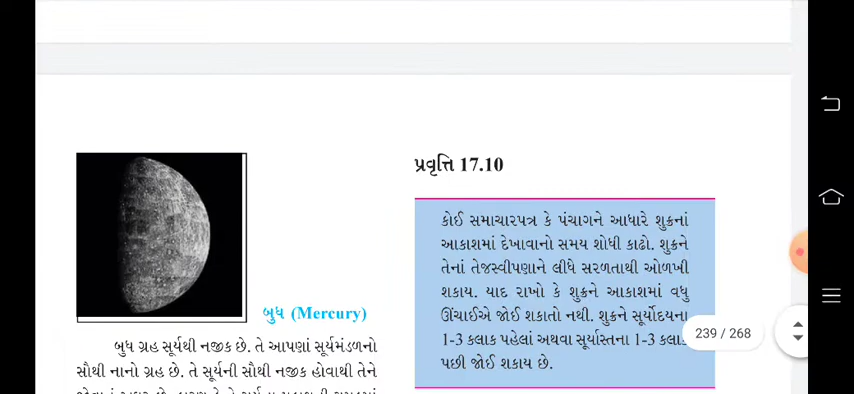 બુધ (Mercury)
બુધ ગ્રહ સૂર્યથી નજીક છે. તે આપણાં સૂર્યમંડળનો
સૌથી નાનો ગ્રહ છે. તે સૂર્યની સૌથી નજીક હોવાથી તેને
પ્રવૃત્તિ 17.10
કોઈ સમાચારપત્ર કે પંચાગને આધારે શુક્રનાં
આકાશમાં દેખાવાનો સમય શોધી કાઢો. શુક્રને
તેનાં તેજસ્વીપણાને લીધે સરળતાથી ઓળખી
શકાય. યાદ રાખો કે શુક્રને આકાશમાં વધુ
ઊંચાઈએ જોઈ શકાતો નથી. શુક્રને સૂર્યોદયના
1-3 કલાક પહેલાં અથવા સૂર્યાસ્તના 1-3 કલાક
પછી જોઈ શકાય છે.
239 / 268